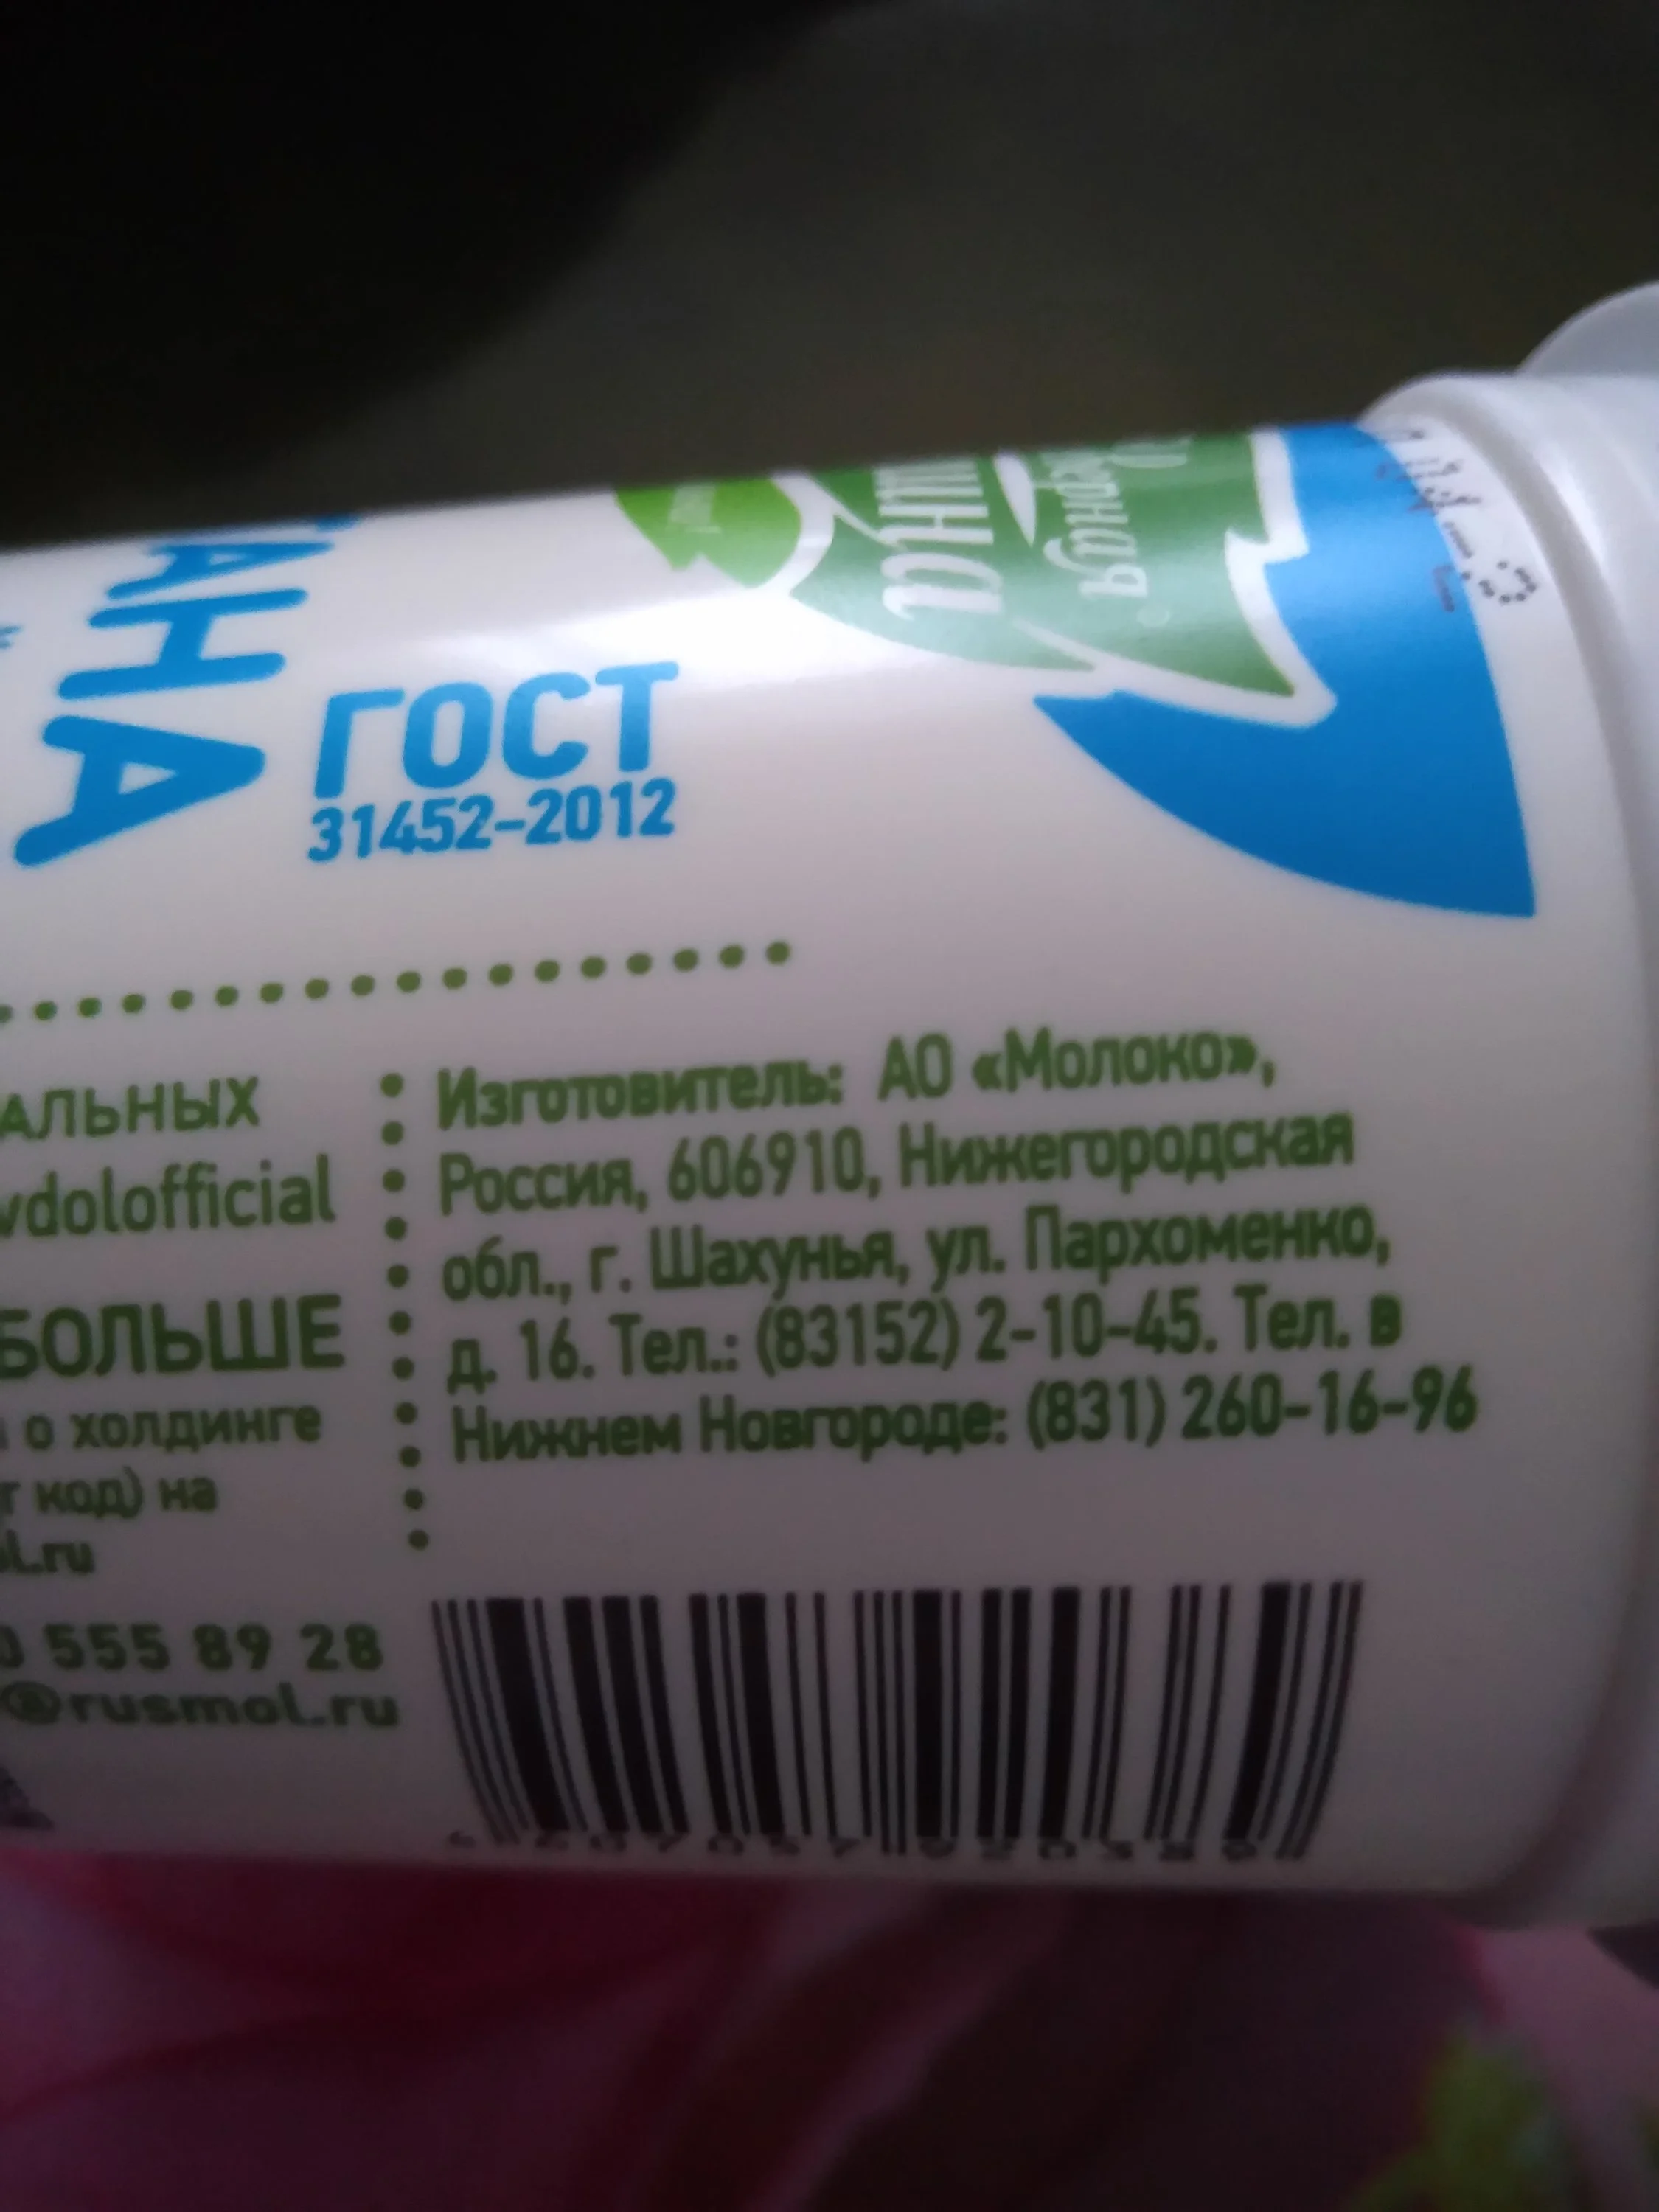 АНА
ГОСТ
31452-2012
АЛЬНЫХ
vdolofficial
БОЛЬШЕ
о холдинге
код) на
l.ru
0 555 89 28
@rusmol.ru
Изготовитель: АО «Молоко»,
Россия, 606910, Нижегородская
обл., г. Шахунья, ул. Пархоменко,
д. 16. Тел.: (83152) 2-10-45. Тел. в
Нижнем Новгороде: (831) 260-16-96